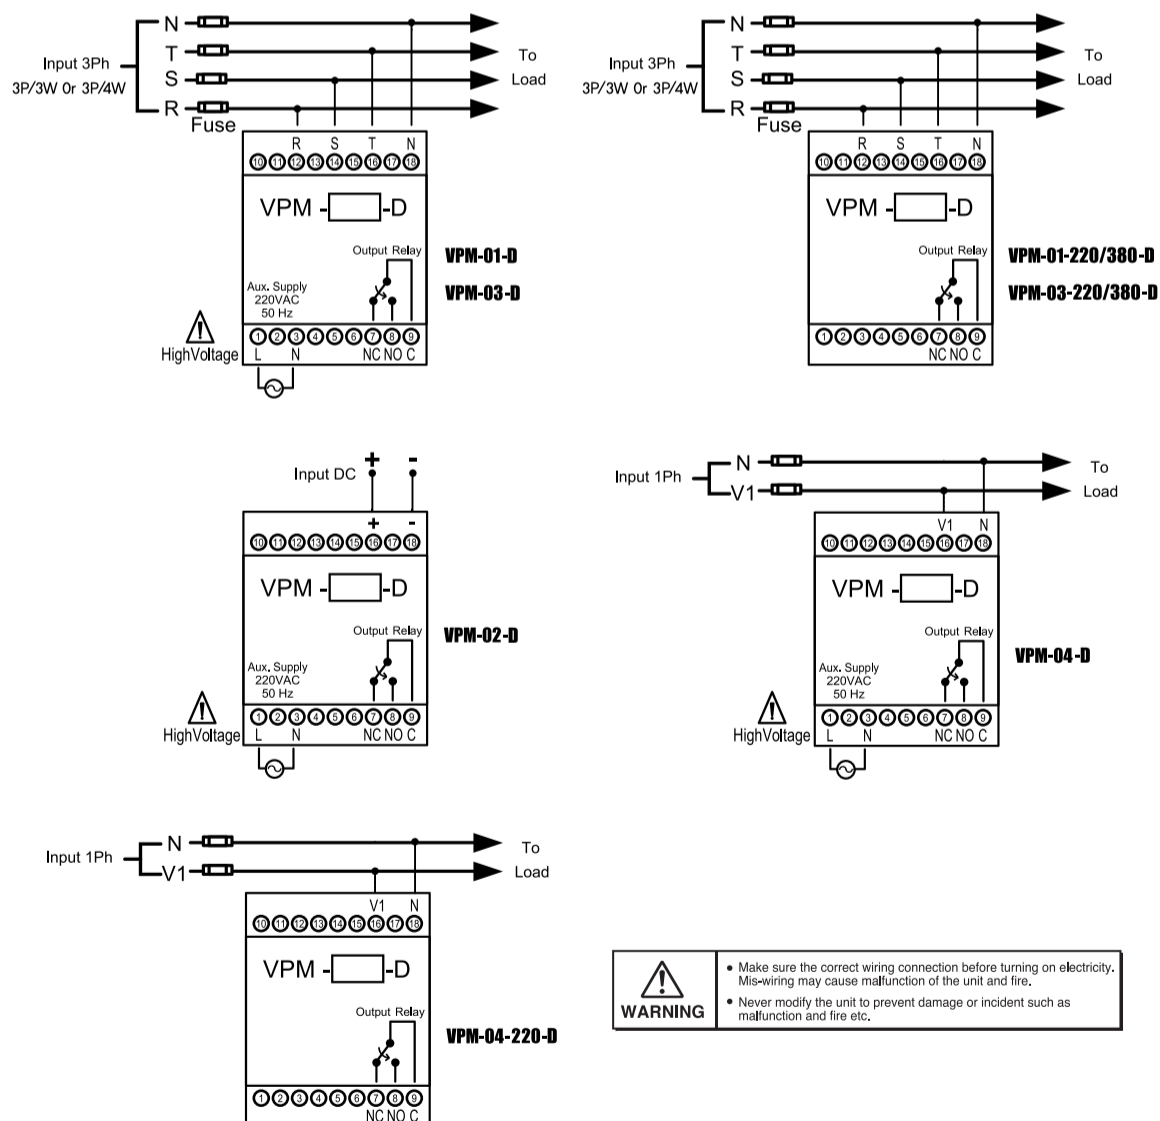 N
T
S
R
Input 3Ph
3P/3W Or 3P/4W
Fuse
To
Load
R S T N
10 11 12 13 14 15 16 17 18
VPM - -D
Output Relay
Aux. Supply
220VAC
50 Hz
1 2 3 4 5 6 7 8 9
L N NC NO C
HighVoltage
VPM-01-D
VPM-03-D
N
T
S
R
Input 3Ph
3P/3W Or 3P/4W
Fuse
To
Load
R S T N
10 11 12 13 14 15 16 17 18
VPM - -D
Output Relay
1 2 3 4 5 6 7 8 9
NC NO C
VPM-01-220/380-D
VPM-03-220/380-D
Input DC + -
+ -
10 11 12 13 14 15 16 17 18
VPM - -D
Output Relay
Aux. Supply
220VAC
50 Hz
1 2 3 4 5 6 7 8 9
L N NC NO C
HighVoltage
VPM-02-D
Input 1Ph
N
V1
To
Load
V1 N
10 11 12 13 14 15 16 17 18
VPM - -D
Output Relay
Aux. Supply
220VAC
50 Hz
1 2 3 4 5 6 7 8 9
L N NC NO C
HighVoltage
VPM-04-D
Input 1Ph
N
V1
To
Load
V1 N
10 11 12 13 14 15 16 17 18
VPM - -D
Output Relay
1 2 3 4 5 6 7 8 9
NC NO C
VPM-04-220-D
WARNING
• Make sure the correct wiring connection before turning on electricity.
Mis-wiring may cause malfunction of the unit and fire.
• Never modify the unit to prevent damage or incident such as
malfunction and fire etc.